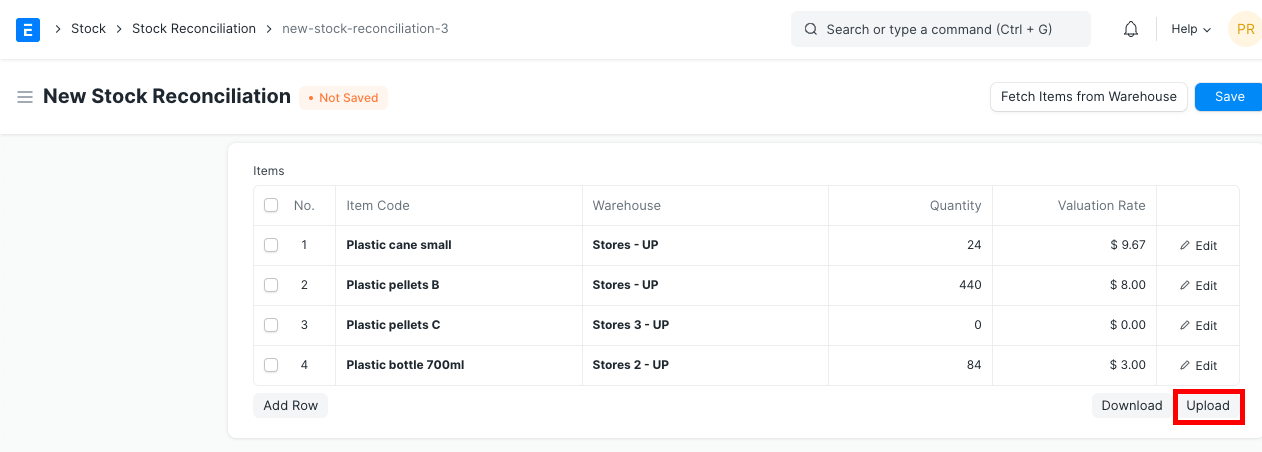 E > Stock > Stock Reconciliation > new-stock-reconciliation-3 Search or type a command (Ctrl + G) Help PR
New Stock Reconciliation • Not Saved Fetch Items from Warehouse Save
Items
No. Item Code Warehouse Quantity Valuation Rate
1 Plastic cane small Stores - UP 24 $ 9.67 Edit
2 Plastic pellets B Stores - UP 440 $ 8.00 Edit
3 Plastic pellets C Stores 3 - UP 0 $ 0.00 Edit
4 Plastic bottle 700ml Stores 2 - UP 84 $ 3.00 Edit
Add Row Download Upload